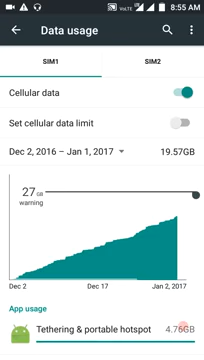 VoLTE 8:55 AM
Data usage
SIM1 SIM2
Cellular data
Set cellular data limit
Dec 2, 2016 – Jan 1, 2017 19.57GB
27 GB
warning
Dec 2 Dec 17 Jan 2, 2017
App usage
Tethering & portable hotspot 4.76GB